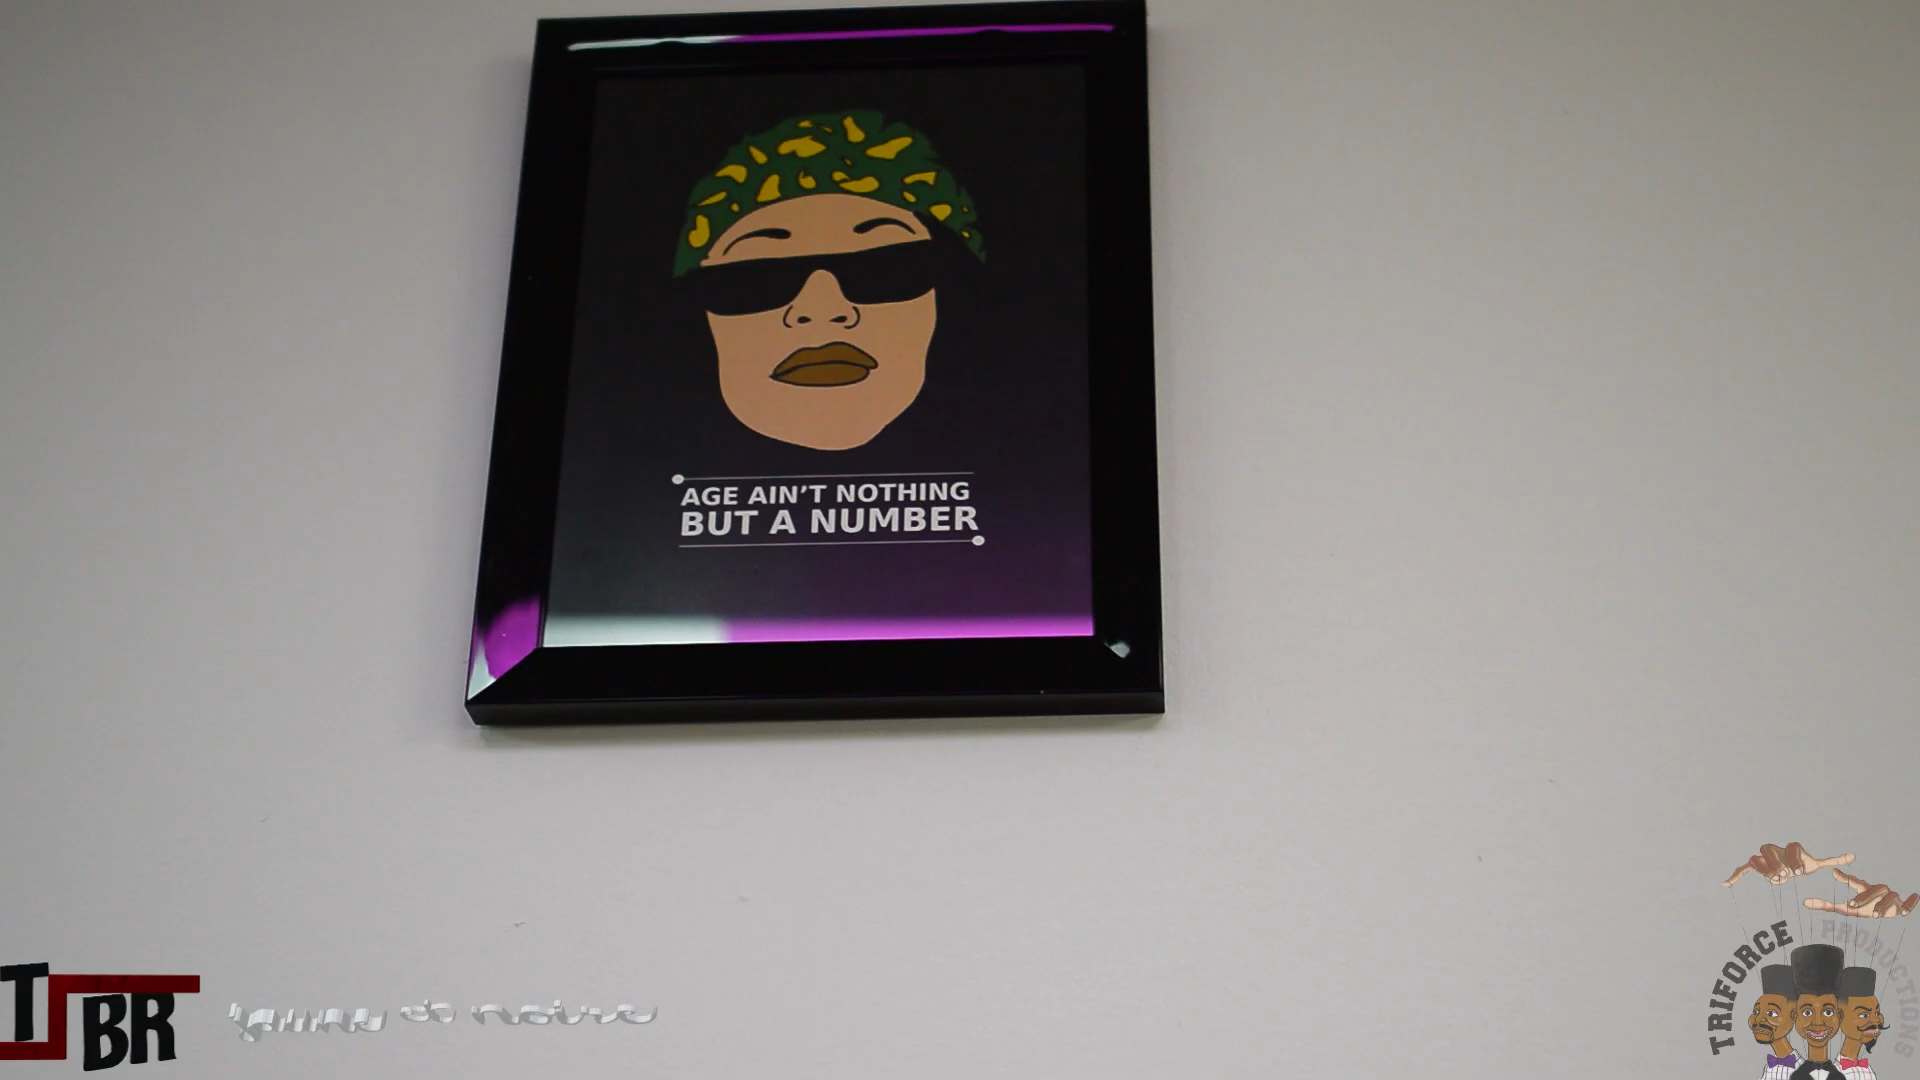 AGE AIN'T NOTHING
BUT A NUMBER
TBR
TRIFORCE PRODUCTIONS